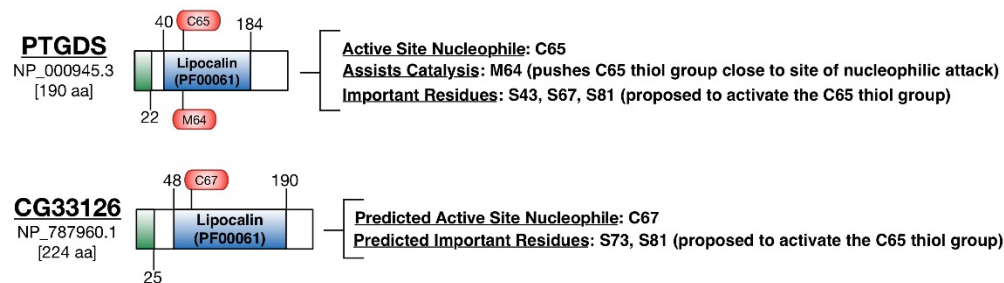 40
C65
184
PTGDS
NP_000945.3
[190 aa]
Lipocalin
(PF00061)
22
M64
Active Site Nucleophile: C65
Assists Catalysis: M64 (pushes C65 thiol group close to site of nucleophilic attack)
Important Residues: S43, S67, S81 (proposed to activate the C65 thiol group)
48
C67
190
CG33126
NP_787960.1
[224 aa]
Lipocalin
(PF00061)
25
Predicted Active Site Nucleophile: C67
Predicted Important Residues: S73, S81 (proposed to activate the C65 thiol group)